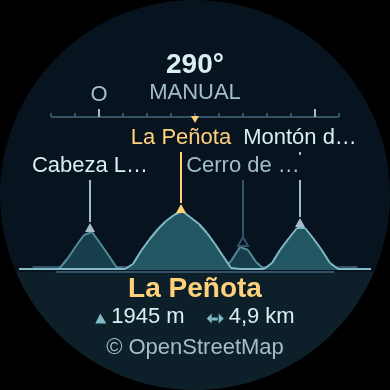 290°
O MANUAL
La Peñota Montón d…
Cabeza L… Cerro de …
La Peñota
1945 m 4,9 km
© OpenStreetMap